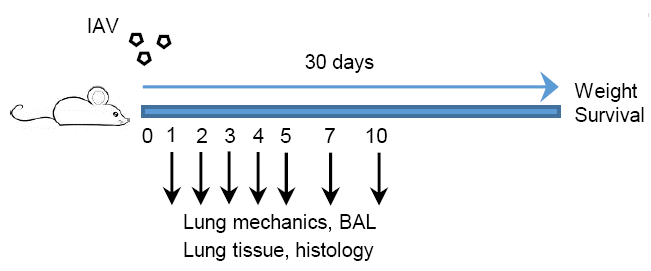 IAV
30 days
Weight
Survival
0 1 2 3 4 5 7 10
Lung mechanics, BAL
Lung tissue, histology